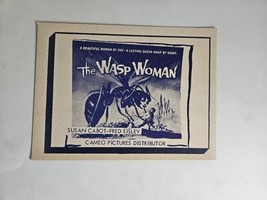 A BEAUTIFUL WOMAN BY DAY - A LUSTING QUEEN WASP BY NIGHT.
The WASP WOMAN
SUSAN CABOT-FRED EISLEY
CAMEO PICTURES DISTRIBUTOR